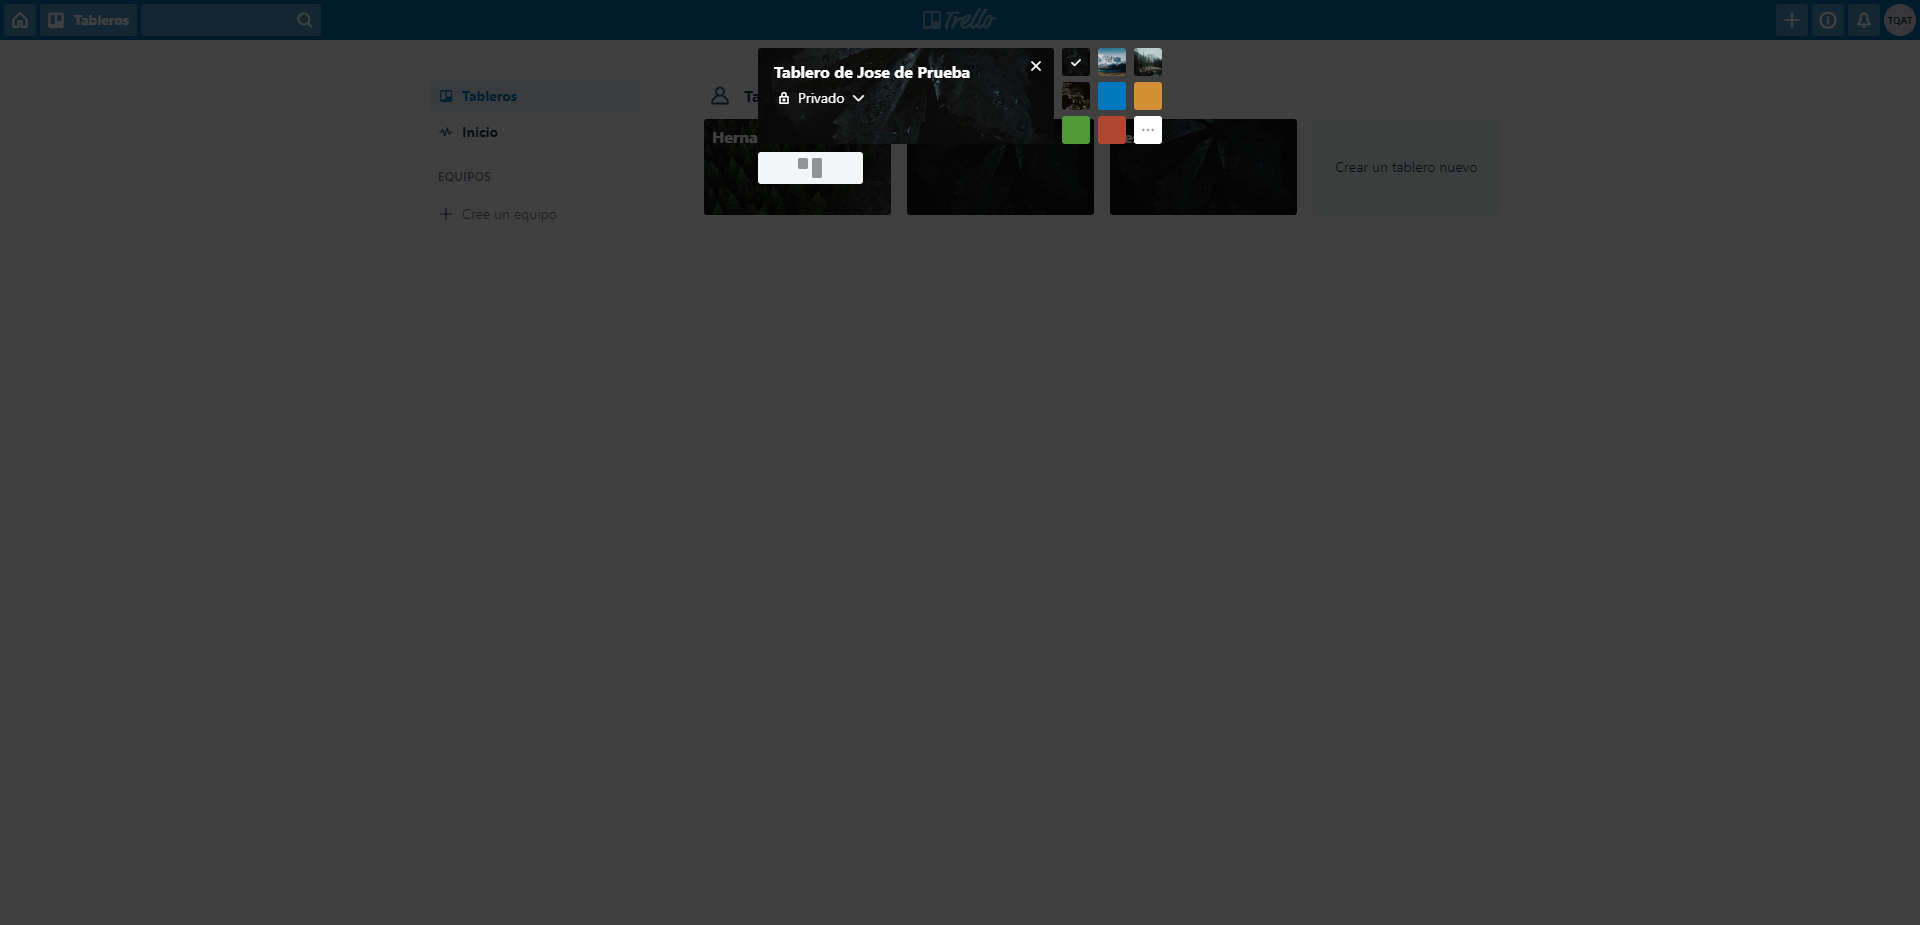 Tableros
Trello
TQAT
Tablero de Jose de Prueba
Privado
Tableros
Inicio
EQUIPOS
Cree un equipo
Herna
Crear un tablero nuevo